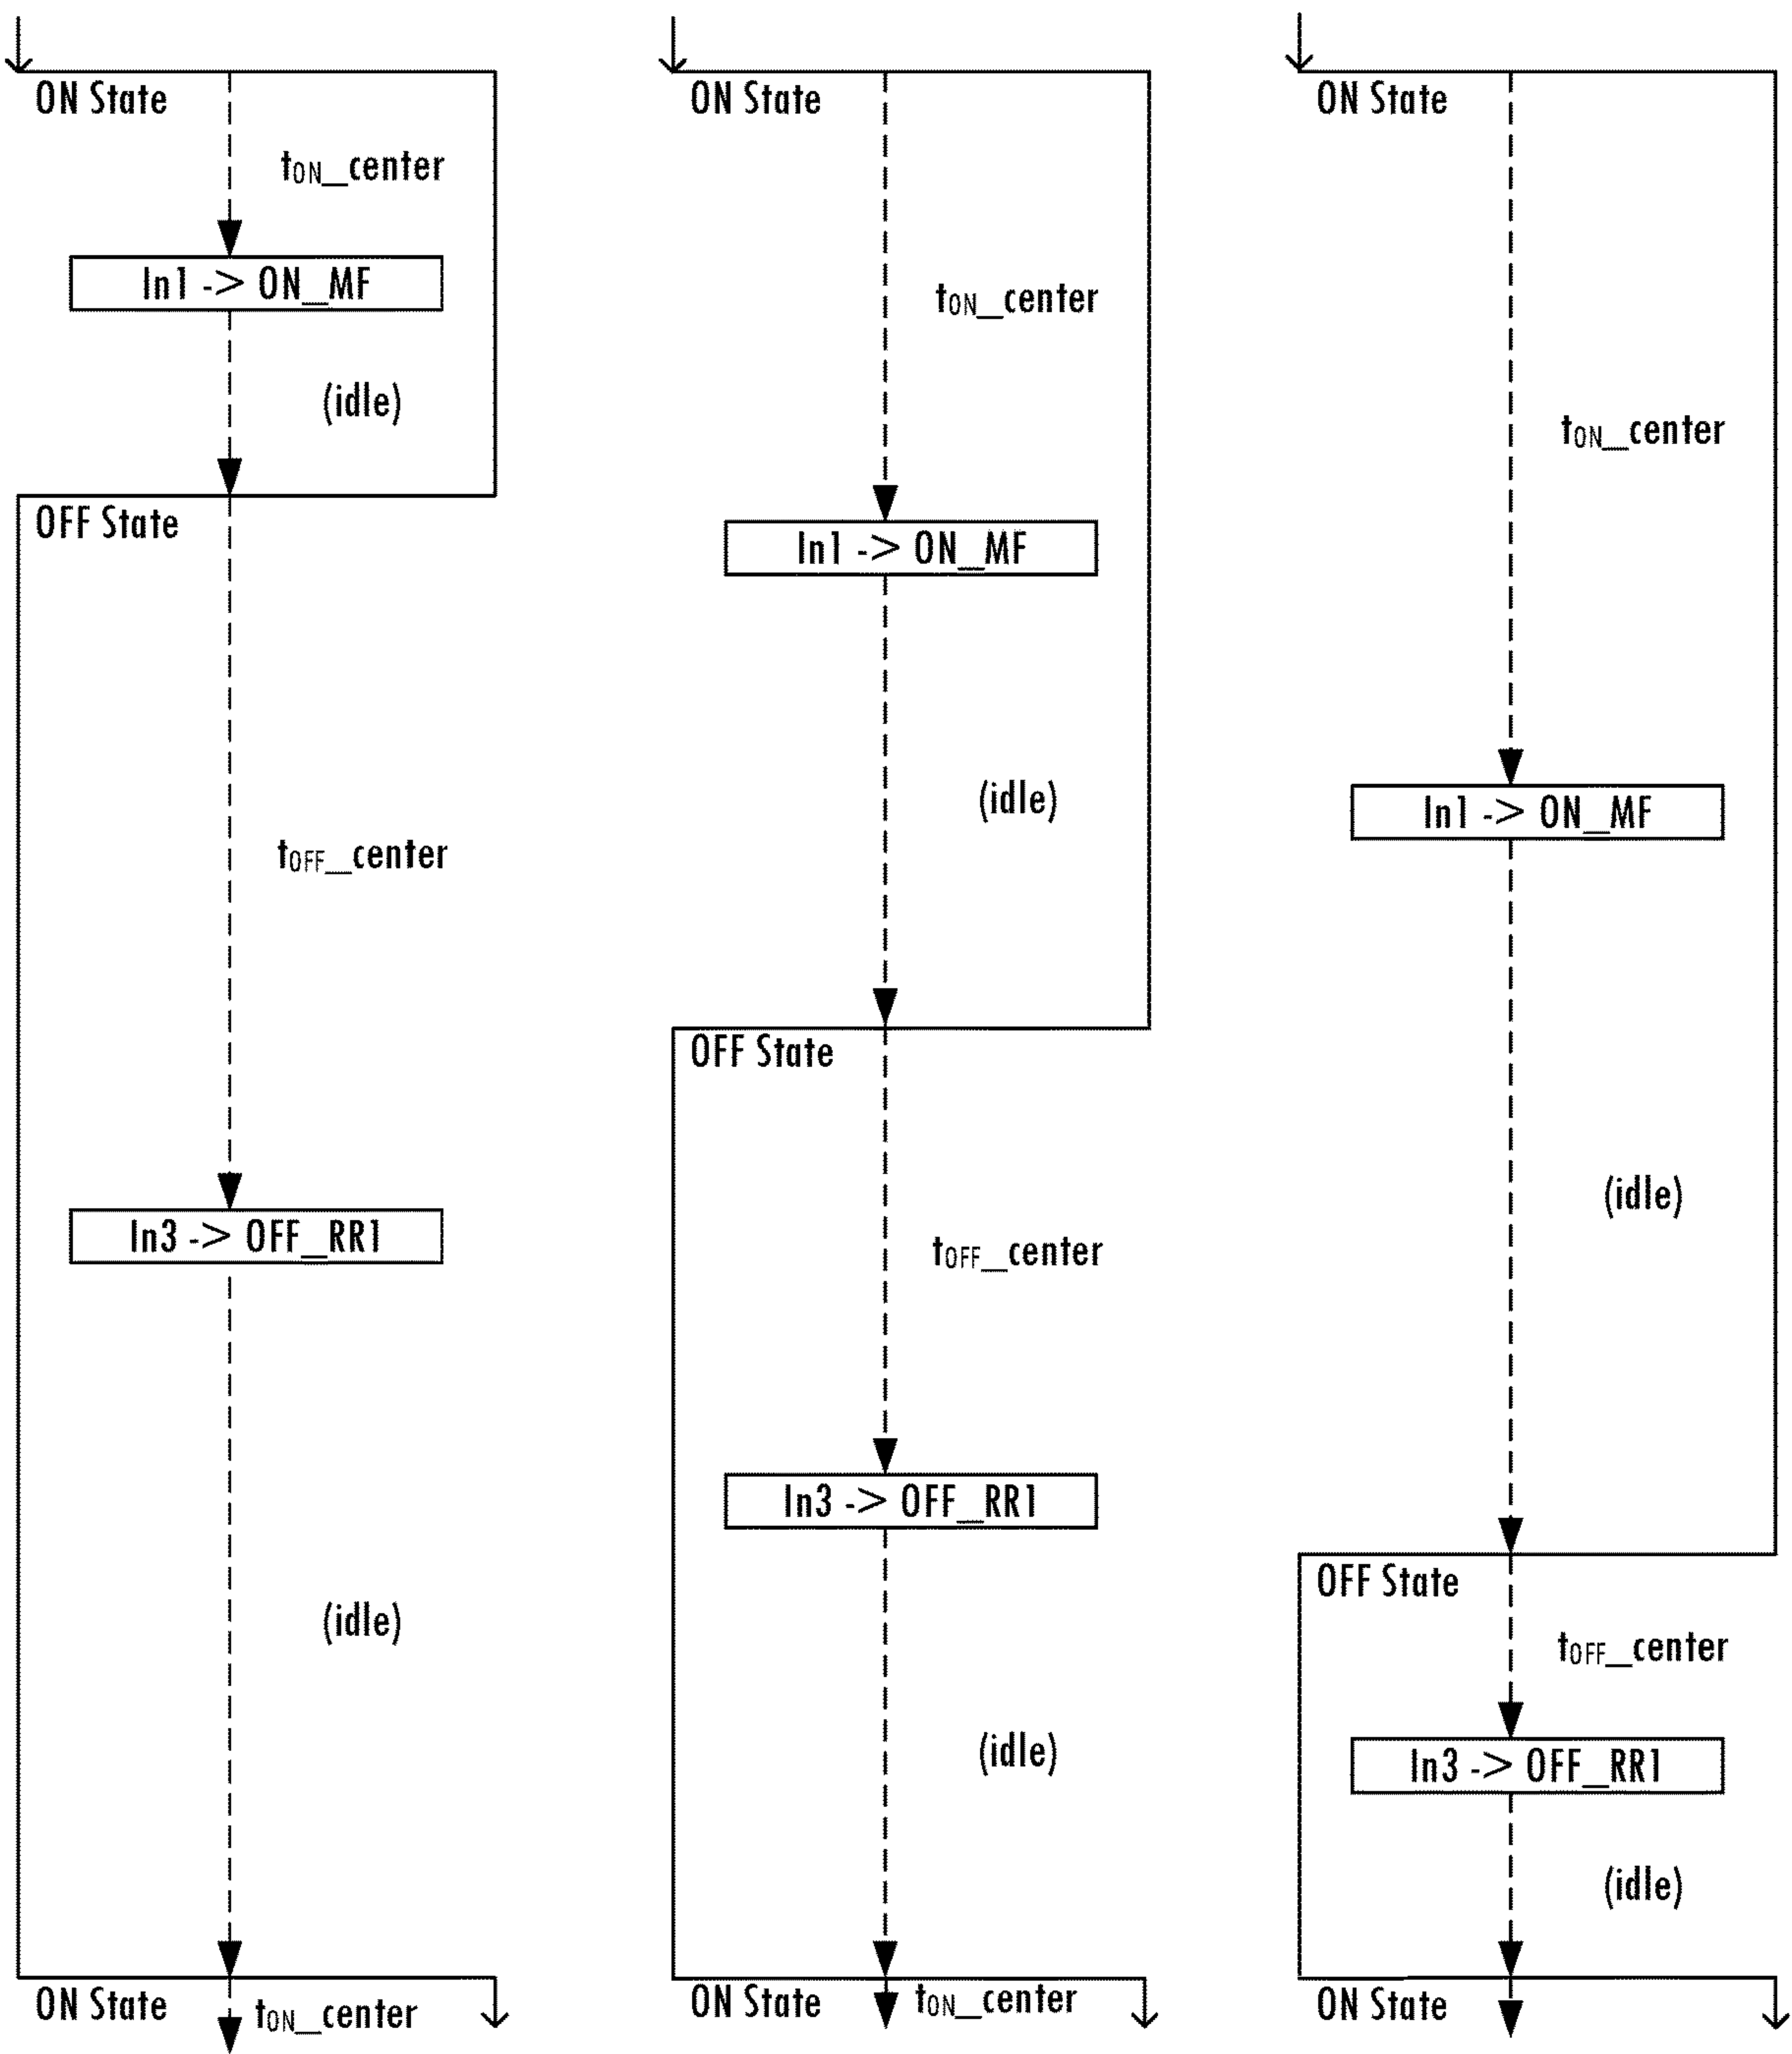 ON State
tON_center
In1 -> ON_MF
(idle)
OFF State
tOFF_center
In3 -> OFF_RR1
(idle)
ON State
tON_center
ON State
tON_center
In1 -> ON_MF
(idle)
OFF State
tOFF_center
In3 -> OFF_RR1
(idle)
ON State
tON_center
ON State
tON_center
In1 -> ON_MF
(idle)
OFF State
tOFF_center
In3 -> OFF_RR1
(idle)
ON State